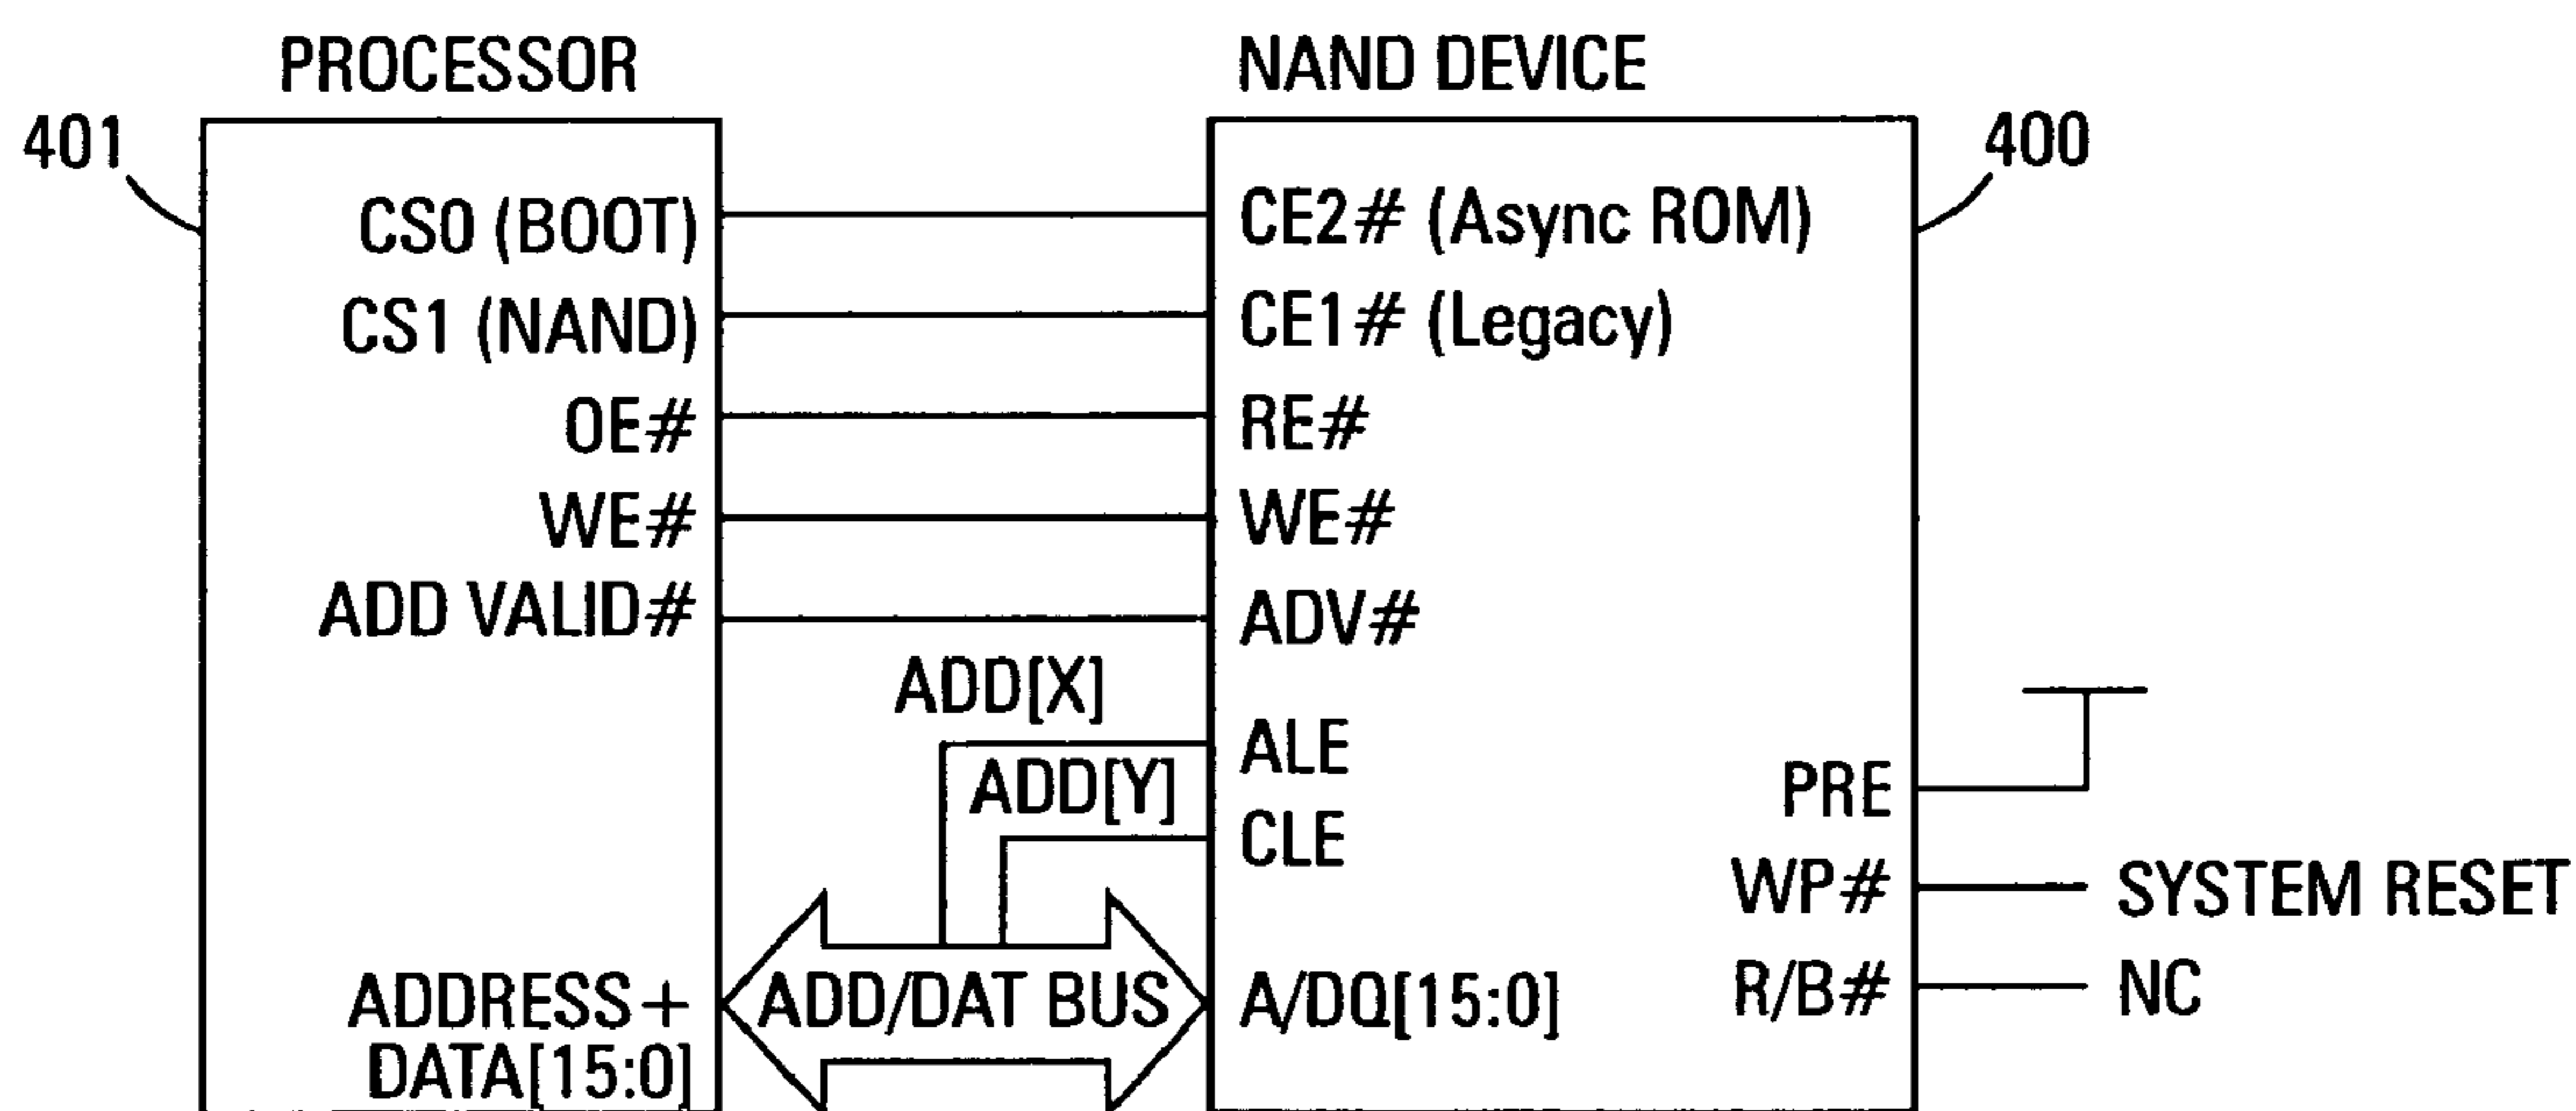 PROCESSOR
NAND DEVICE
401
400
CS0 (BOOT)
CS1 (NAND)
OE#
WE#
ADD VALID#
ADDRESS+
DATA[15:0]
ADD[X]
ADD[Y]
ADD/DAT BUS
CE2# (Async ROM)
CE1# (Legacy)
RE#
WE#
ADV#
ALE
CLE
A/DQ[15:0]
PRE
WP#
SYSTEM RESET
R/B#
NC